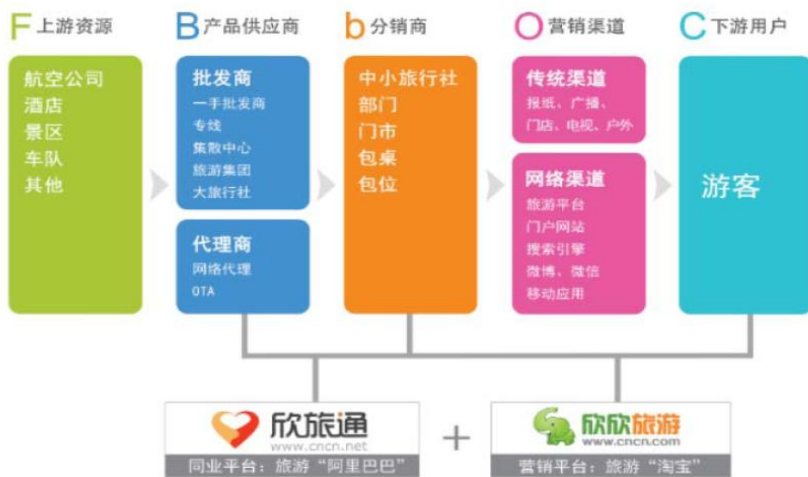 F 上游资源
B 产品供应商
b 分销商
O 营销渠道
C 下游用户
航空公司
酒店
景区
车队
其他
批发商
一手批发商
专线
集散中心
旅游集团
大旅行社
代理商
网络代理
OTA
中小旅行社
部门
门市
包桌
包位
传统渠道
报纸、广播、
门店、电视、户外
网络渠道
旅游平台
门户网站
搜索引擎
微博、微信
移动应用
游客
欣旅通
www.cncn.net
同业平台：旅游“阿里巴巴”
+
欣欣旅游
www.cncn.com
营销平台：旅游“淘宝”